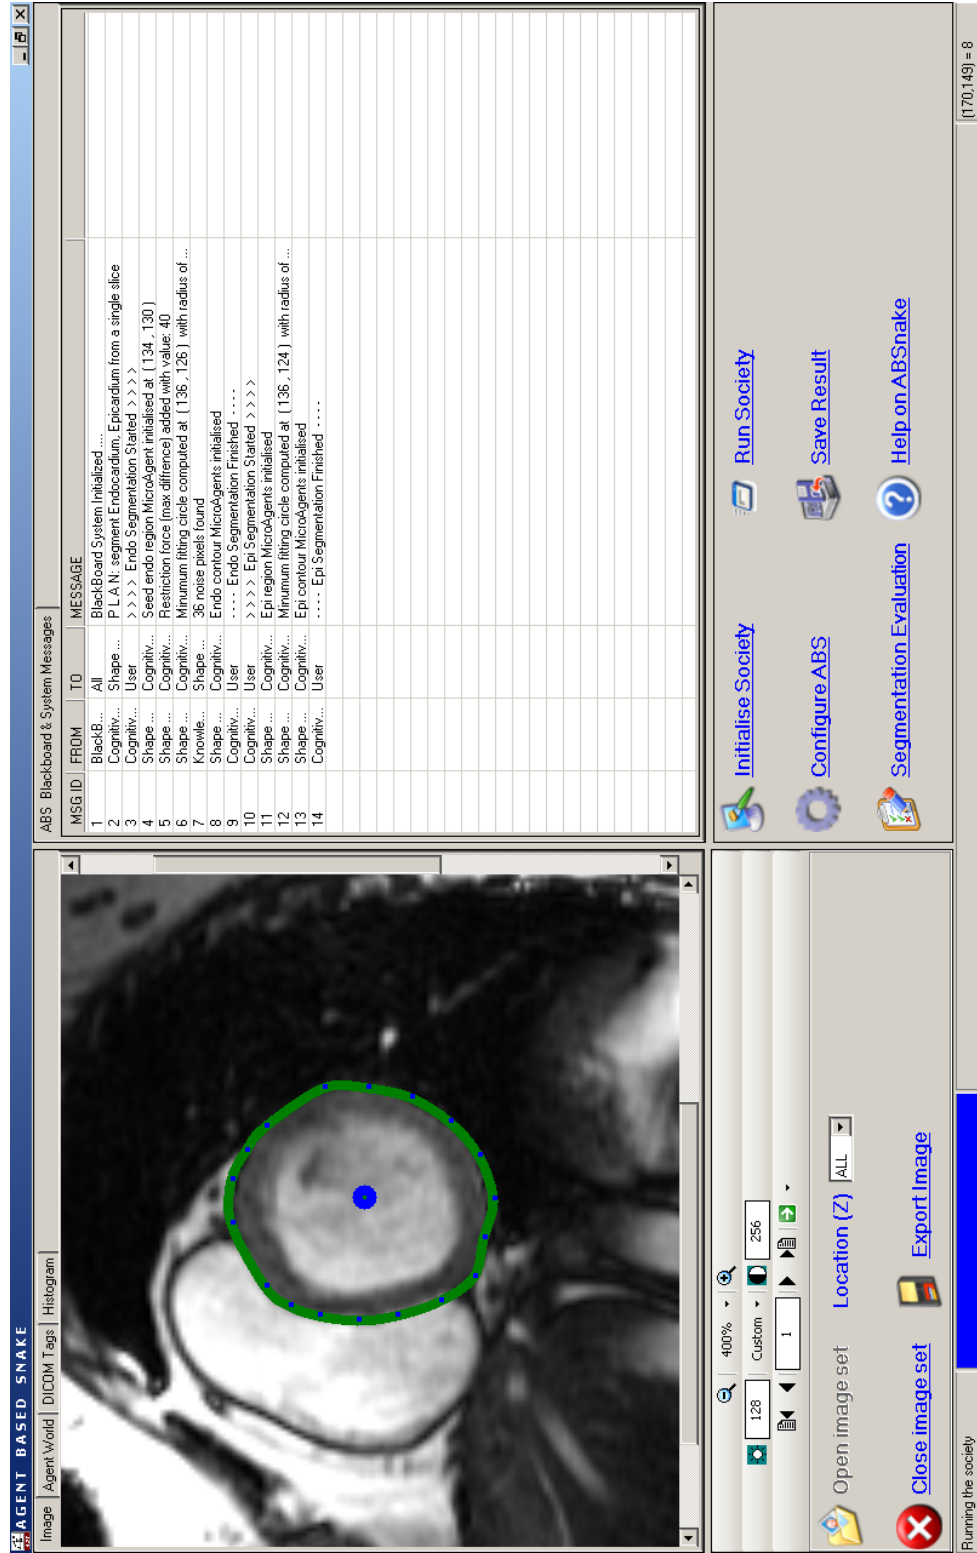 AGENT BASED SNAKE
Image Agent World DICOM Tags Histogram
ABS Blackboard & System Messages
MSG ID FROM TO MESSAGE
1 BlackB... All BlackBoard System Initialized ....
2 Cognitiv... Shape ... P L A N: segment Endocardium, Epicardium from a single slice
3 Cognitiv... User > > > > Endo Segmentation Started > > > >
4 Shape ... Cognitiv... Seed endo region MicroAgent initialised at ( 134 , 130 )
5 Shape ... Cognitiv... Restriction force (max diffrence) added with value: 40
6 Shape ... Cognitiv... Minumum fitting circle computed at ( 136 , 126 ) with radius of ...
7 Knowle... Shape ... 36 noise pixels found
8 Shape ... Cognitiv... Endo contour MicroAgents initialised
9 Cognitiv... User - - - - Endo Segmentation Finished - - - -
10 Cognitiv... User > > > > Epi Segmentation Started > > > >
11 Shape ... Cognitiv... Epi region MicroAgents initialised
12 Shape ... Cognitiv... Minumum fitting circle computed at ( 136 , 124 ) with radius of ...
13 Shape ... Cognitiv... Epi contour MicroAgents initialised
14 Cognitiv... User - - - - Epi Segmentation Finished - - - -
400%
128 Custom 256
1
Open image set Location (Z) ALL
Close image set Export Image
Initialise Society Run Society
Configure ABS Save Result
Segmentation Evaluation Help on ABSnake
Running the society (170,149) = 8